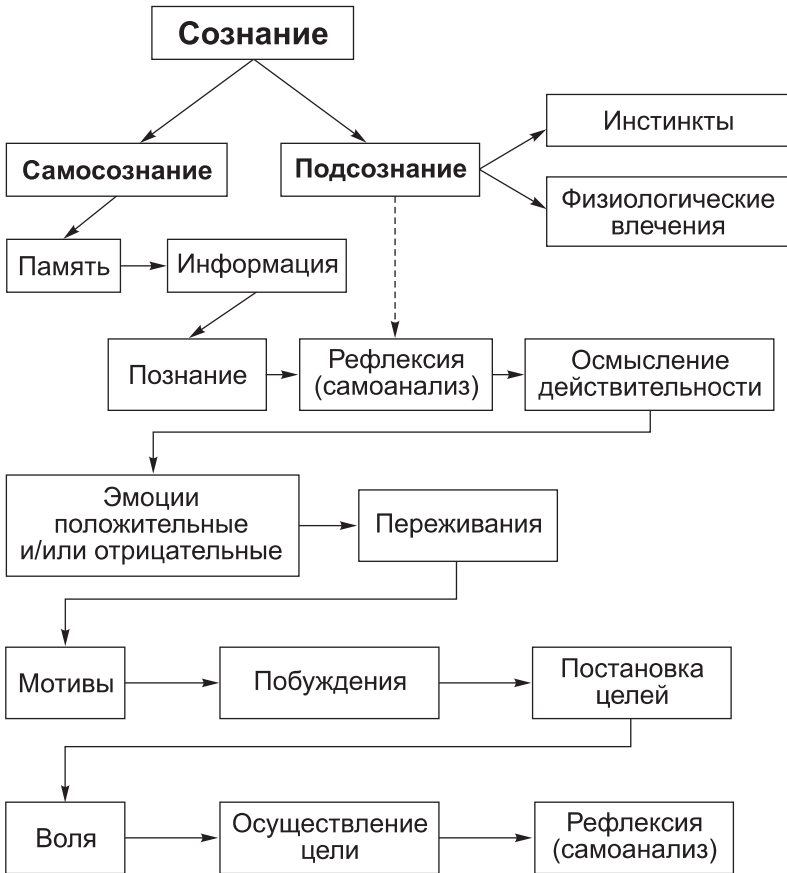 Сознание
Инстинкты
Самосознание
Подсознание
Физиологические
влечения
Память
Информация
Познание
Рефлексия
(самоанализ)
Осмысление
действительности
Эмоции
положительные
и/или отрицательные
Переживания
Мотивы
Побуждения
Постановка
целей
Воля
Осуществление
цели
Рефлексия
(самоанализ)